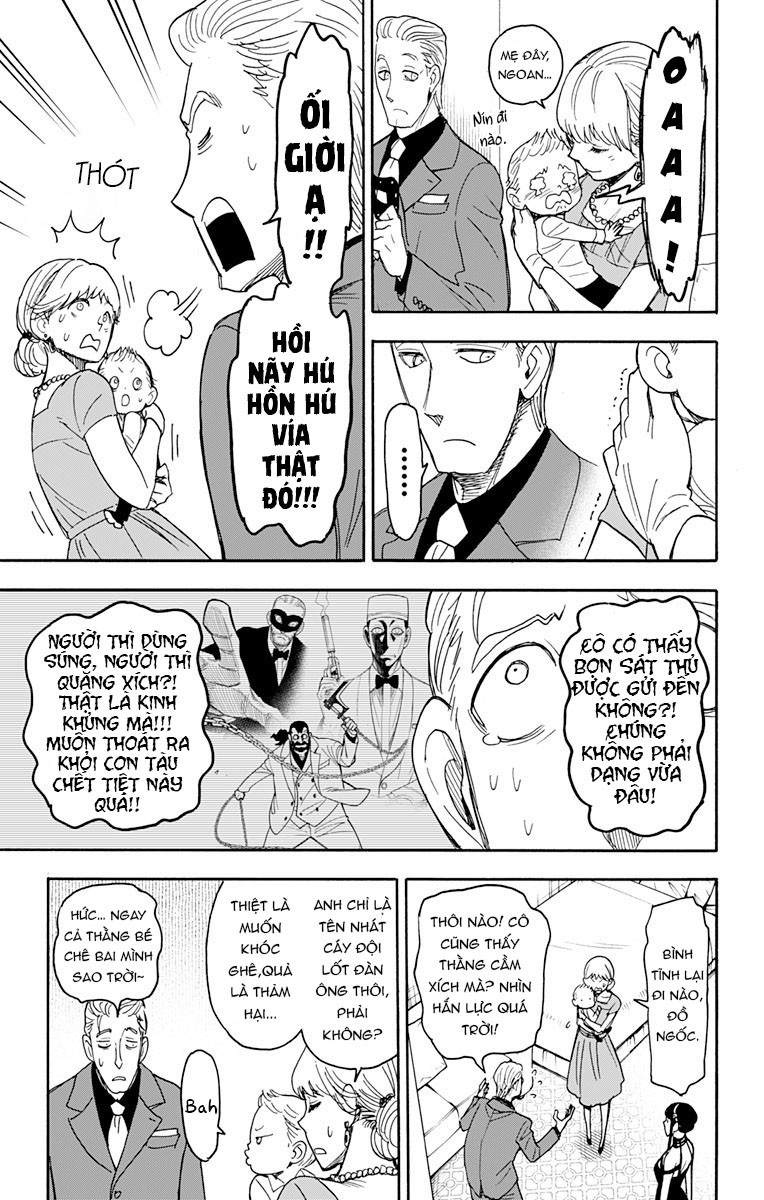 OAAA!
MẸ ĐÂY,
NGOAN...
Nín đi
nào.
ỐI
GIỜI
Ạ!!
HỒI
NÃY HÚ
HỒN HÚ
VÍA
THẬT
ĐÓ!!!
THÓT
......
CÔ CÓ THẤY
BỌN SÁT THỦ
ĐƯỢC GỬI ĐẾN
KHÔNG?!
CHÚNG
KHÔNG PHẢI
DẠNG VỪA
ĐÂU!
NGƯỜI THÌ DÙNG
SÚNG, NGƯỜI THÌ
QUĂNG XÍCH?!
THẬT LÀ KINH
KHỦNG MÀ!!!
MUỐN THOÁT RA
KHỎI CON TÀU
CHẾT TIỆT NÀY
QUÁ!!
BÌNH
TĨNH LẠI
ĐI NÀO,
ĐỒ
NGỐC.
THÔI NÀO! CÔ
CŨNG THẤY
THẰNG CẦM
XÍCH MÀ? NHÌN
HẮN LỰC QUÁ
TRỜI!
ANH CHỈ LÀ
TÊN NHÁT
CÁY ĐỘI
LỐT ĐÀN
ÔNG THÔI,
PHẢI
KHÔNG?
THIỆT LÀ
MUỐN
KHÓC
GHÊ,QUẢ
LÀ THẢM
HẠI...
Bah
HỨC... NGAY
CẢ THẰNG BÉ
CHÊ BAI MÌNH
SAO TRỜI~